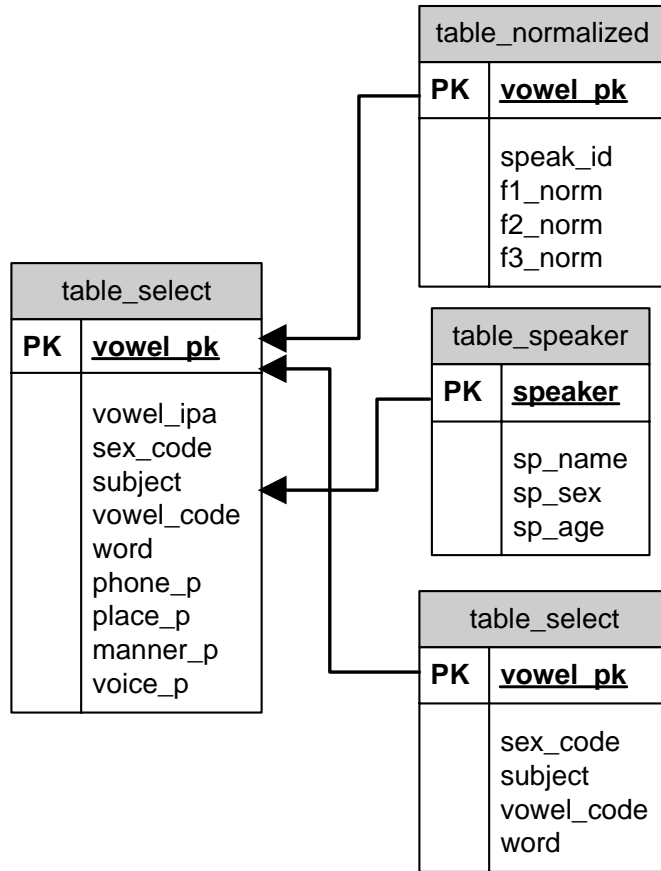 table_normalized
PK vowel_pk
speak_id
f1_norm
f2_norm
f3_norm
table_select
PK vowel_pk
vowel_ipa
sex_code
subject
vowel_code
word
phone_p
place_p
manner_p
voice_p
table_speaker
PK speaker
sp_name
sp_sex
sp_age
table_select
PK vowel_pk
sex_code
subject
vowel_code
word